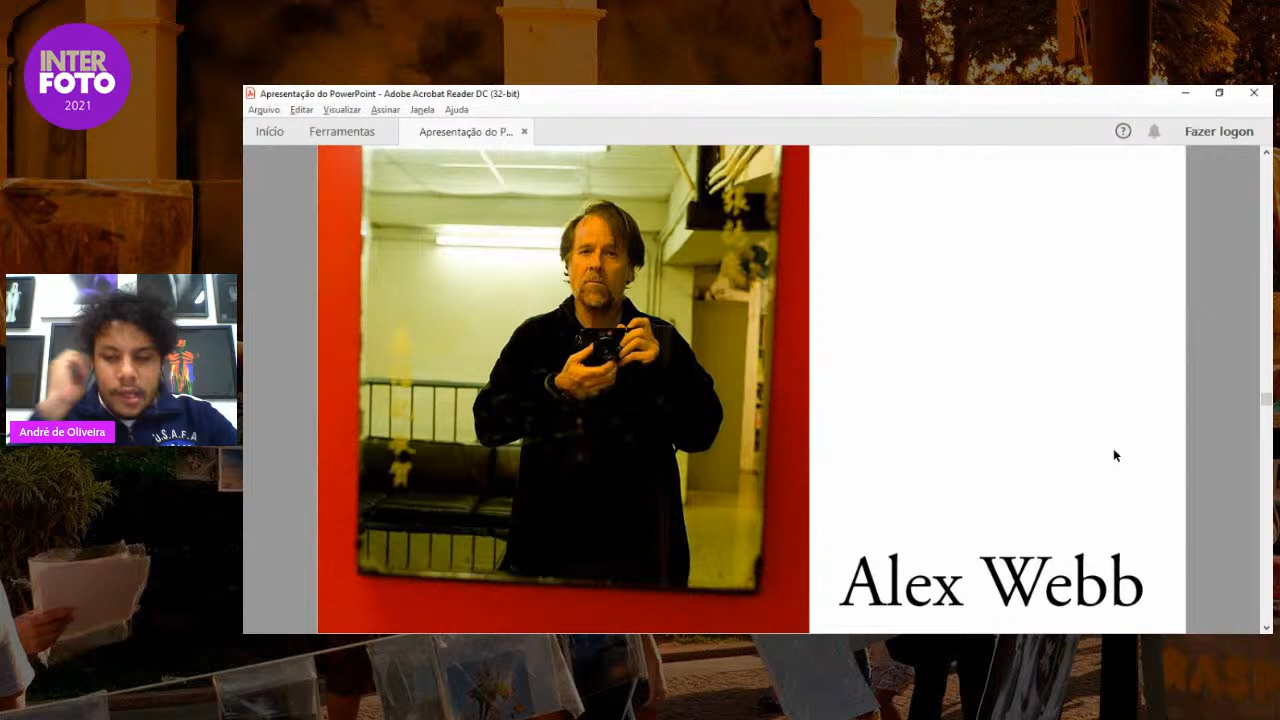 INTER
FOTO
2021
Apresentação do PowerPoint - Adobe Acrobat Reader DC (32-bit)
Arquivo Editar Visualizar Assinar Janela Ajuda
Início Ferramentas Apresentação do P... × Fazer logon
Alex Webb
U.S.A.F.A
André de Oliveira